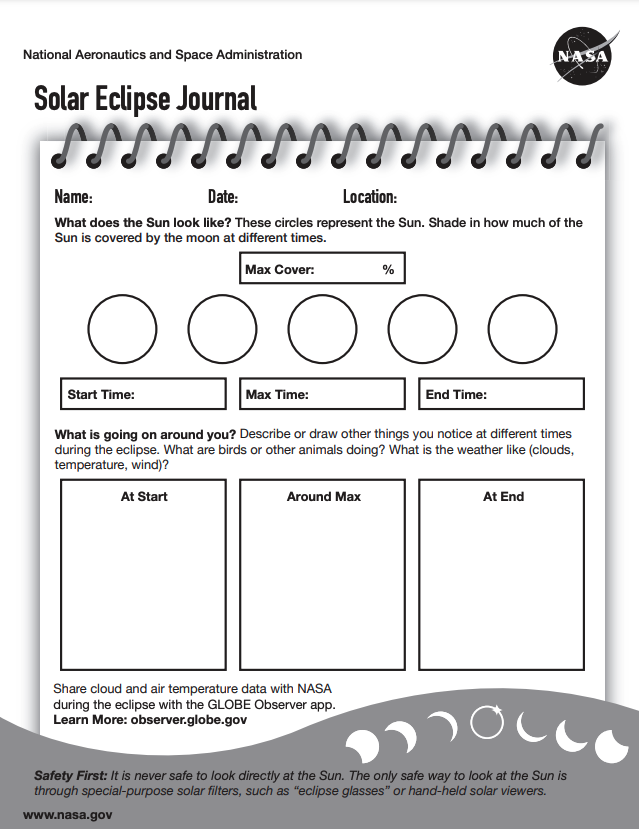 National Aeronautics and Space Administration
NASA
Solar Eclipse Journal
Name: Date: Location:
What does the Sun look like? These circles represent the Sun. Shade in how much of the
Sun is covered by the moon at different times.
Max Cover: %
Start Time: Max Time: End Time:
What is going on around you? Describe or draw other things you notice at different times
during the eclipse. What are birds or other animals doing? What is the weather like (clouds,
temperature, wind)?
At Start Around Max At End
Share cloud and air temperature data with NASA
during the eclipse with the GLOBE Observer app.
Learn More: observer.globe.gov
Safety First: It is never safe to look directly at the Sun. The only safe way to look at the Sun is
through special-purpose solar filters, such as “eclipse glasses” or hand-held solar viewers.
www.nasa.gov